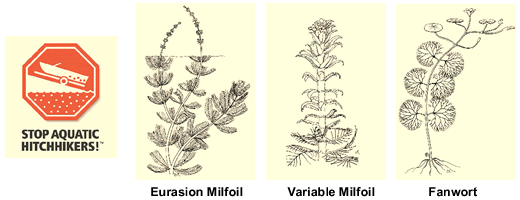 STOP AQUATIC
HITCHHIKERS!™
Eurasion Milfoil
Variable Milfoil
Fanwort